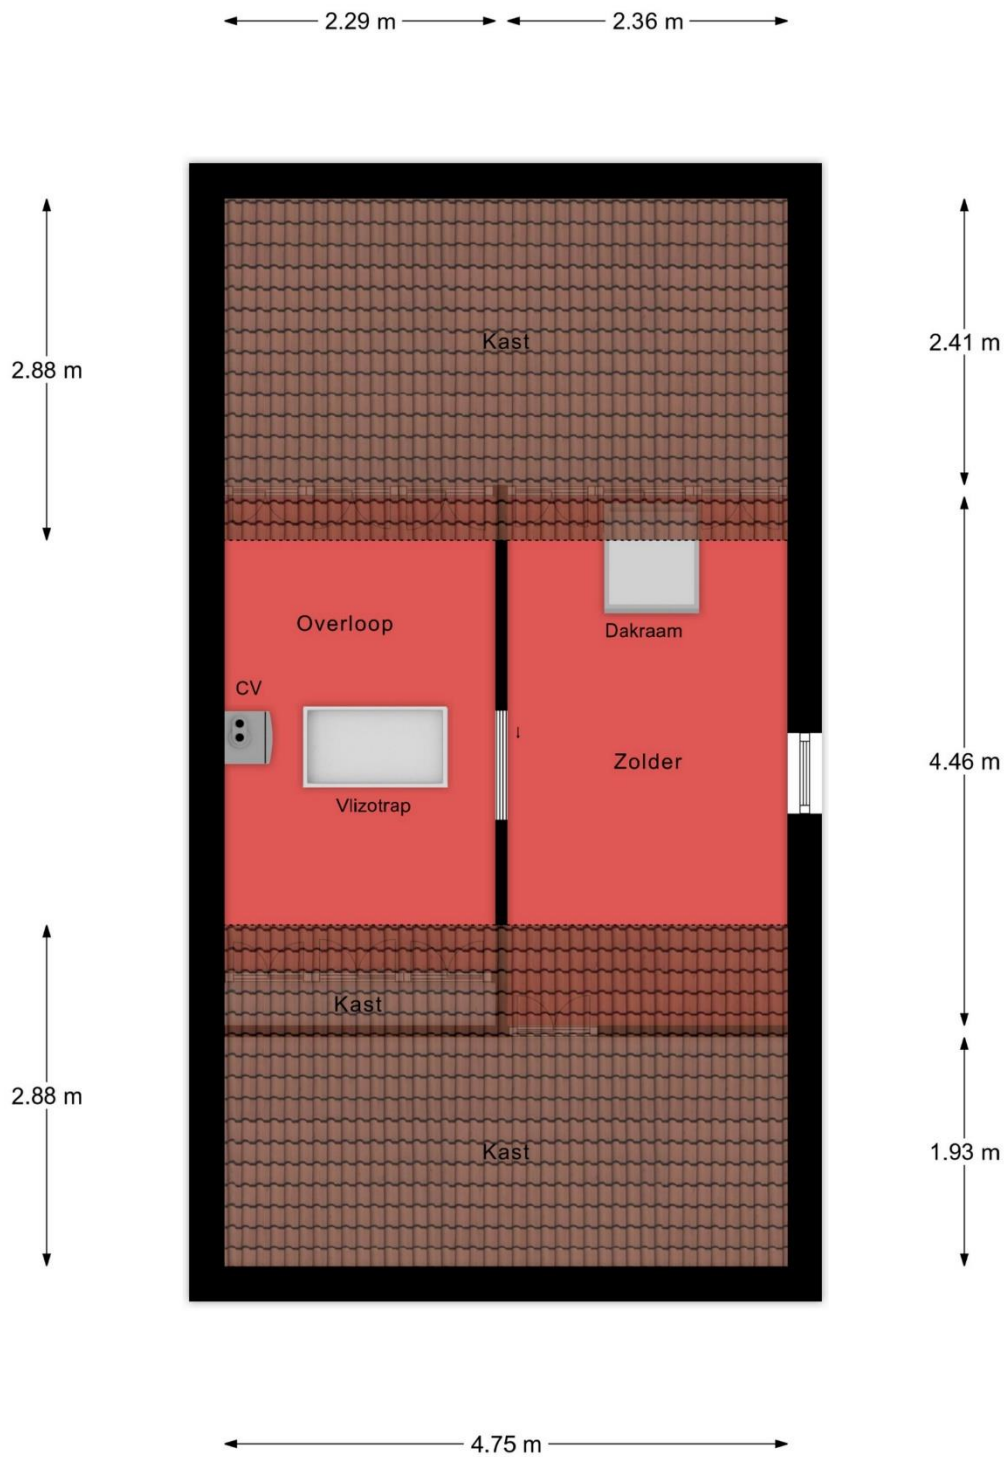 2.29 m
2.36 m
2.88 m
2.41 m
Kast
Overloop
Dakraam
CV
Zolder
4.46 m
Vlizotrap
Kast
2.88 m
1.93 m
Kast
4.75 m